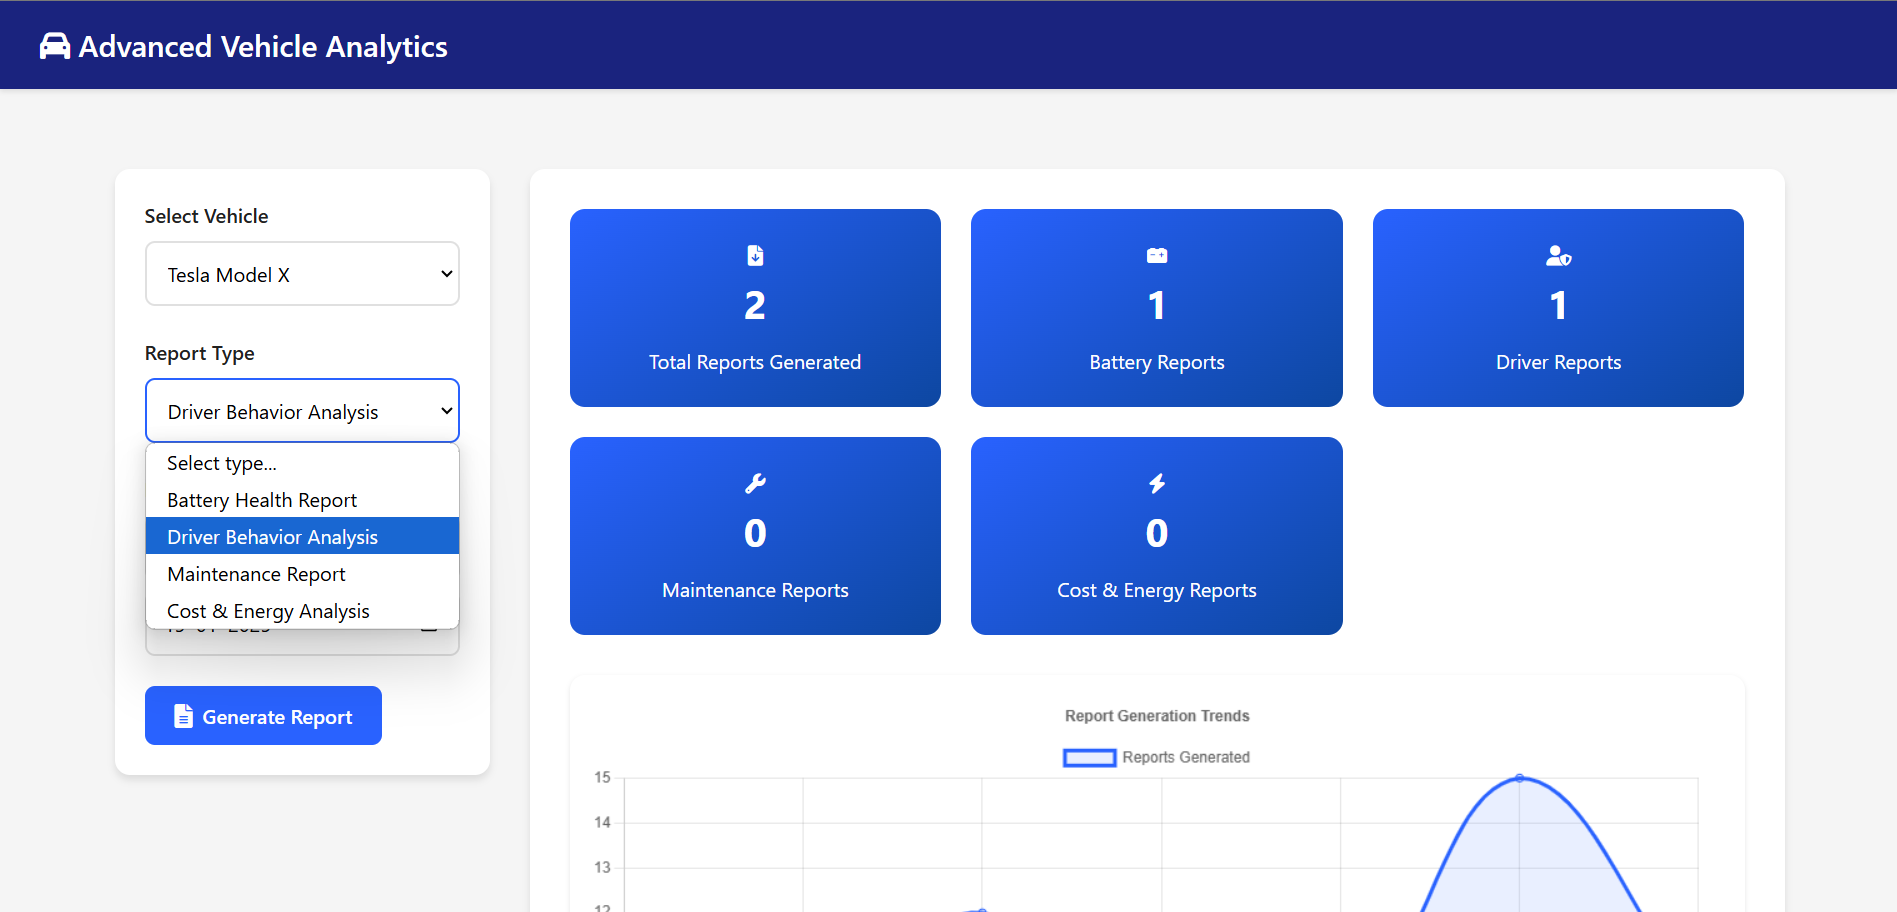 Advanced Vehicle Analytics
Select Vehicle
Tesla Model X
Report Type
Driver Behavior Analysis
Select type...
Battery Health Report
Driver Behavior Analysis
Maintenance Report
Cost & Energy Analysis
Generate Report
2
Total Reports Generated
1
Battery Reports
1
Driver Reports
0
Maintenance Reports
0
Cost & Energy Reports
Report Generation Trends
Reports Generated
15
14
13
12